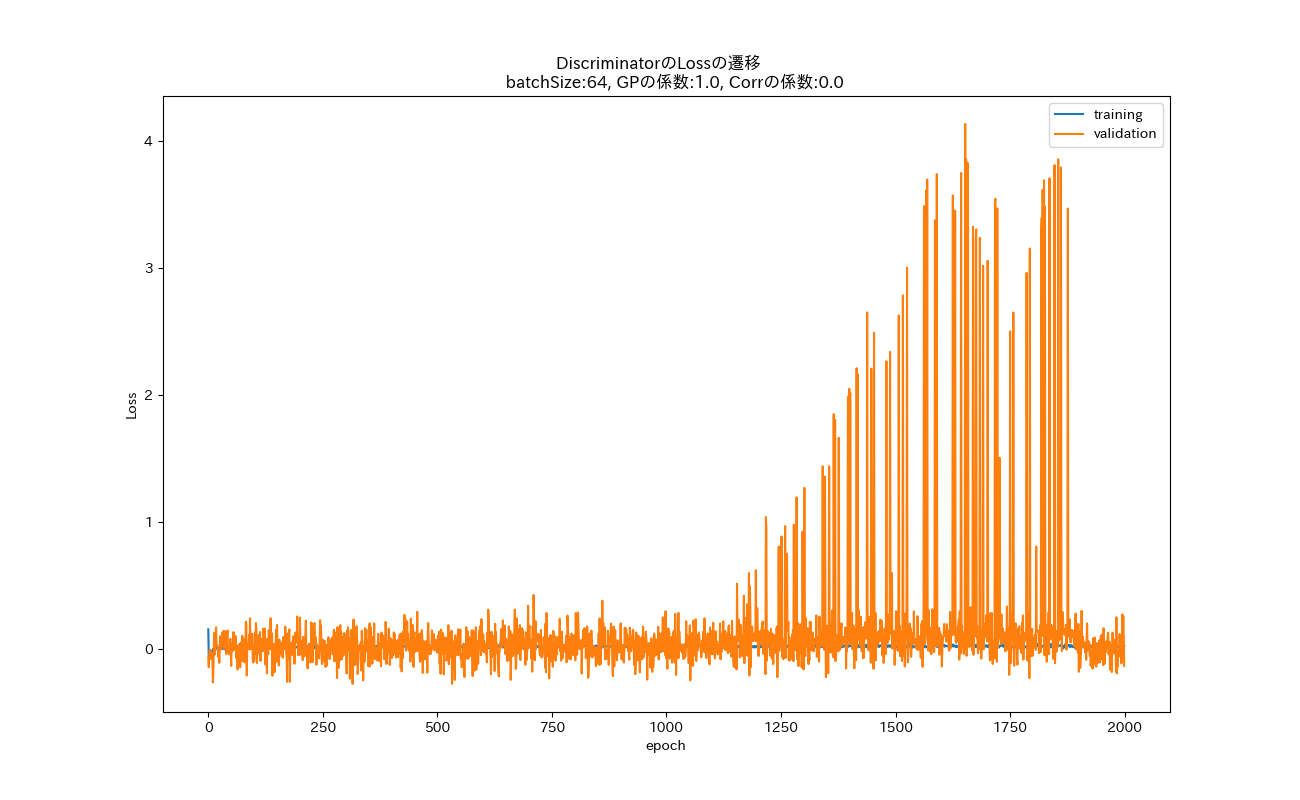 DiscriminatorのLossの遷移
batchSize:64, GPの係数:1.0, Corrの係数:0.0
training
validation
4
3
2
1
0
Loss
0 250 500 750 1000 1250 1500 1750 2000
epoch